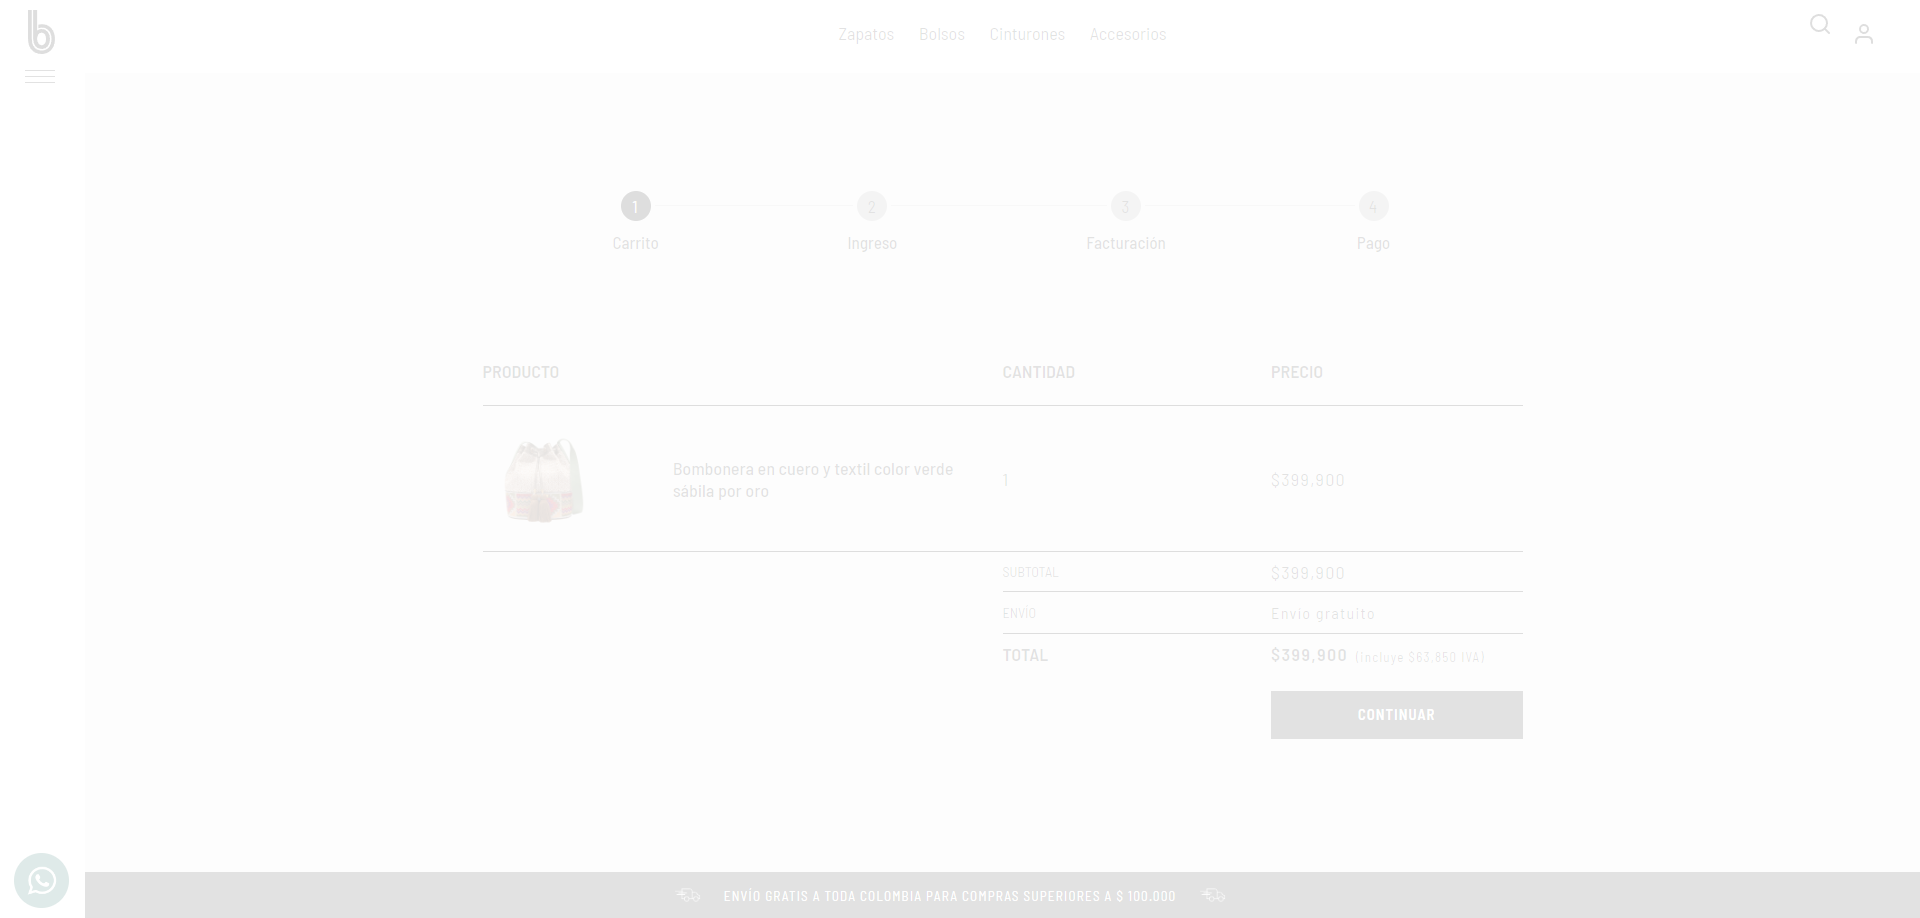 b
Zapatos Bolsos Cinturones Accesorios
1 2 3 4
Carrito Ingreso Facturación Pago
PRODUCTO CANTIDAD PRECIO
Bombonera en cuero y textil color verde
sábila por oro
1 $399,900
SUBTOTAL $399,900
ENVÍO Envío gratuito
TOTAL $399,900 (incluye $63,850 IVA)
CONTINUAR
ENVÍO GRATIS A TODA COLOMBIA PARA COMPRAS SUPERIORES A $ 100.000